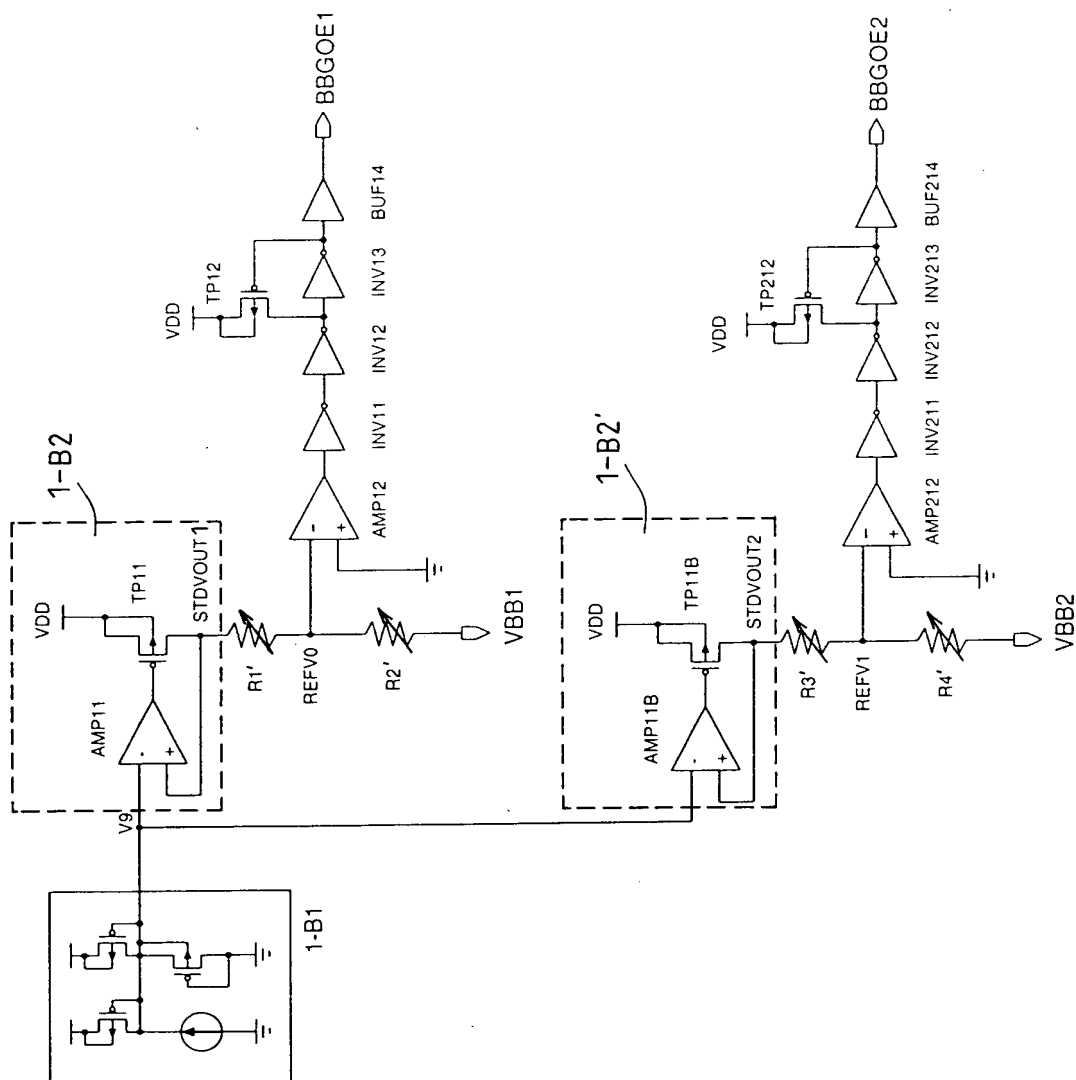 1-B1
V9
1-B2
AMP11
VDD
TP11
STDVOUT1
-
+
R1'
REFV0
R2'
VBB1
-
+
AMP12
INV11
INV12
INV13
BUF14
VDD
TP12
BBGOE1
1-B2'
AMP11B
VDD
TP11B
STDVOUT2
-
+
R3'
REFV1
R4'
VBB2
-
+
AMP212
INV211
INV212
INV213
BUF214
VDD
TP212
BBGOE2